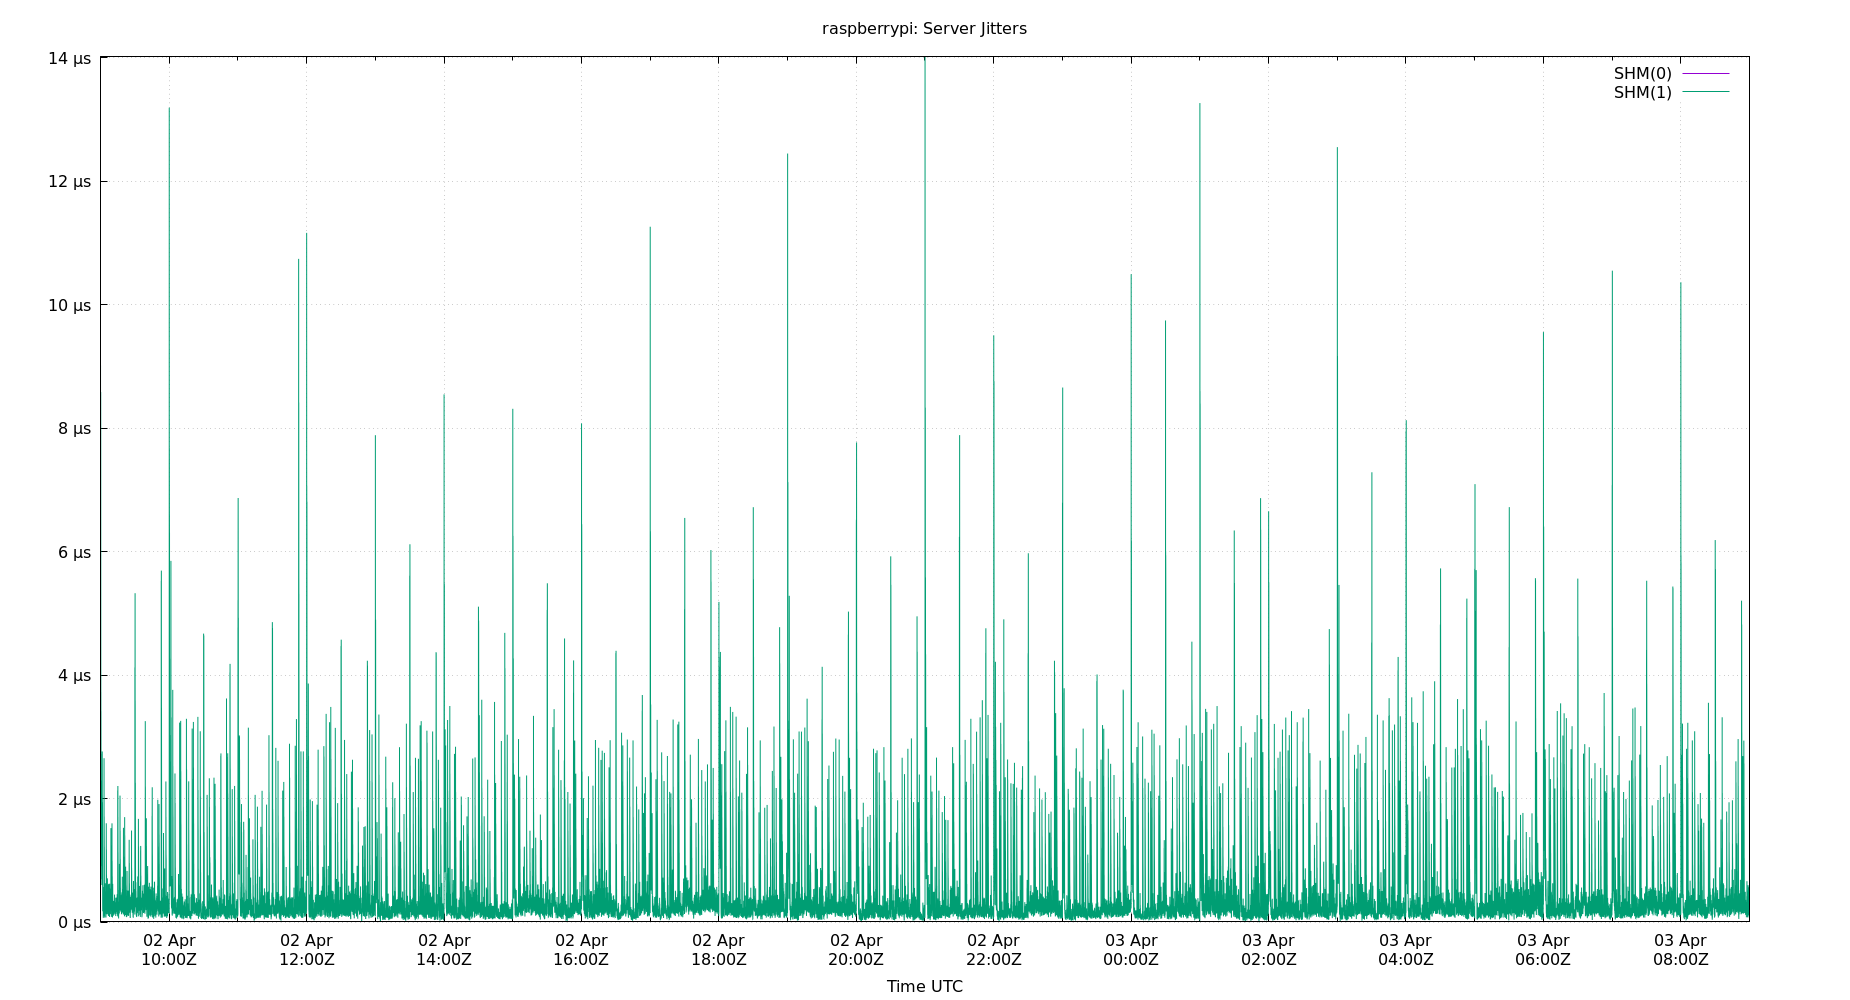 raspberrypi: Server Jitters
SHM(0)
SHM(1)
14 µs
12 µs
10 µs
8 µs
6 µs
4 µs
2 µs
0 µs
02 Apr 02 Apr 02 Apr 02 Apr 02 Apr 02 Apr 02 Apr 03 Apr 03 Apr 03 Apr 03 Apr 03 Apr
10:00Z 12:00Z 14:00Z 16:00Z 18:00Z 20:00Z 22:00Z 00:00Z 02:00Z 04:00Z 06:00Z 08:00Z
Time UTC